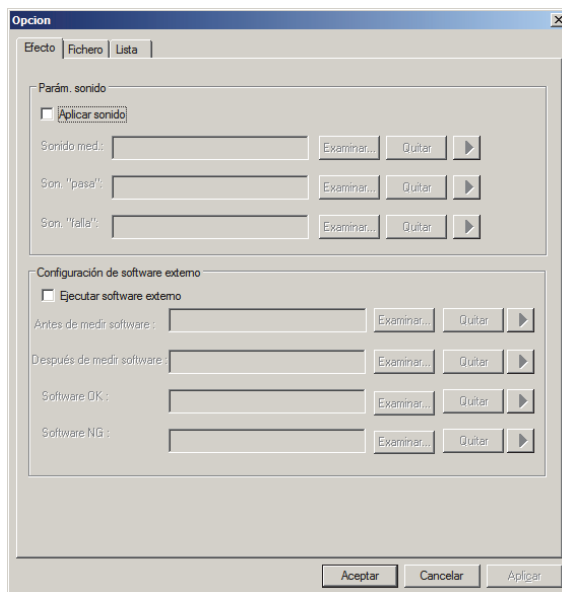 Opcion
Efecto Fichero Lista
Parám. sonido
Aplicar sonido
Sonido med.: Examinar... Quitar
Son. "pasa": Examinar... Quitar
Son. "falla": Examinar... Quitar
Configuración de software externo
Ejecutar software externo
Antes de medir software : Examinar... Quitar
Después de medir software : Examinar... Quitar
Software OK : Examinar... Quitar
Software NG : Examinar... Quitar
Aceptar Cancelar Aplicar